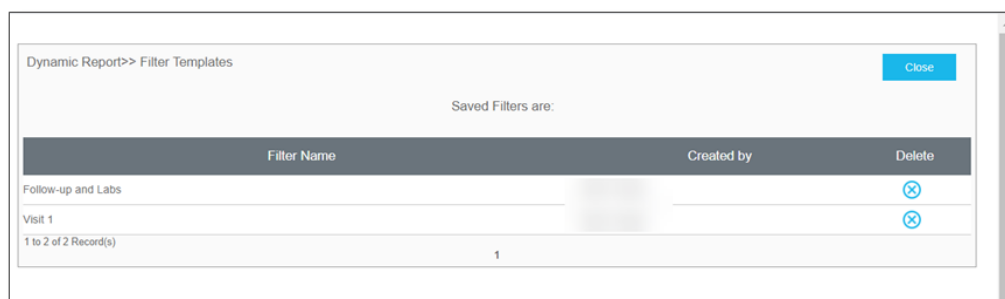 Dynamic Report>> Filter Templates
Close
Saved Filters are:
Filter Name Created by Delete
Follow-up and Labs
Visit 1
1 to 2 of 2 Record(s)
1